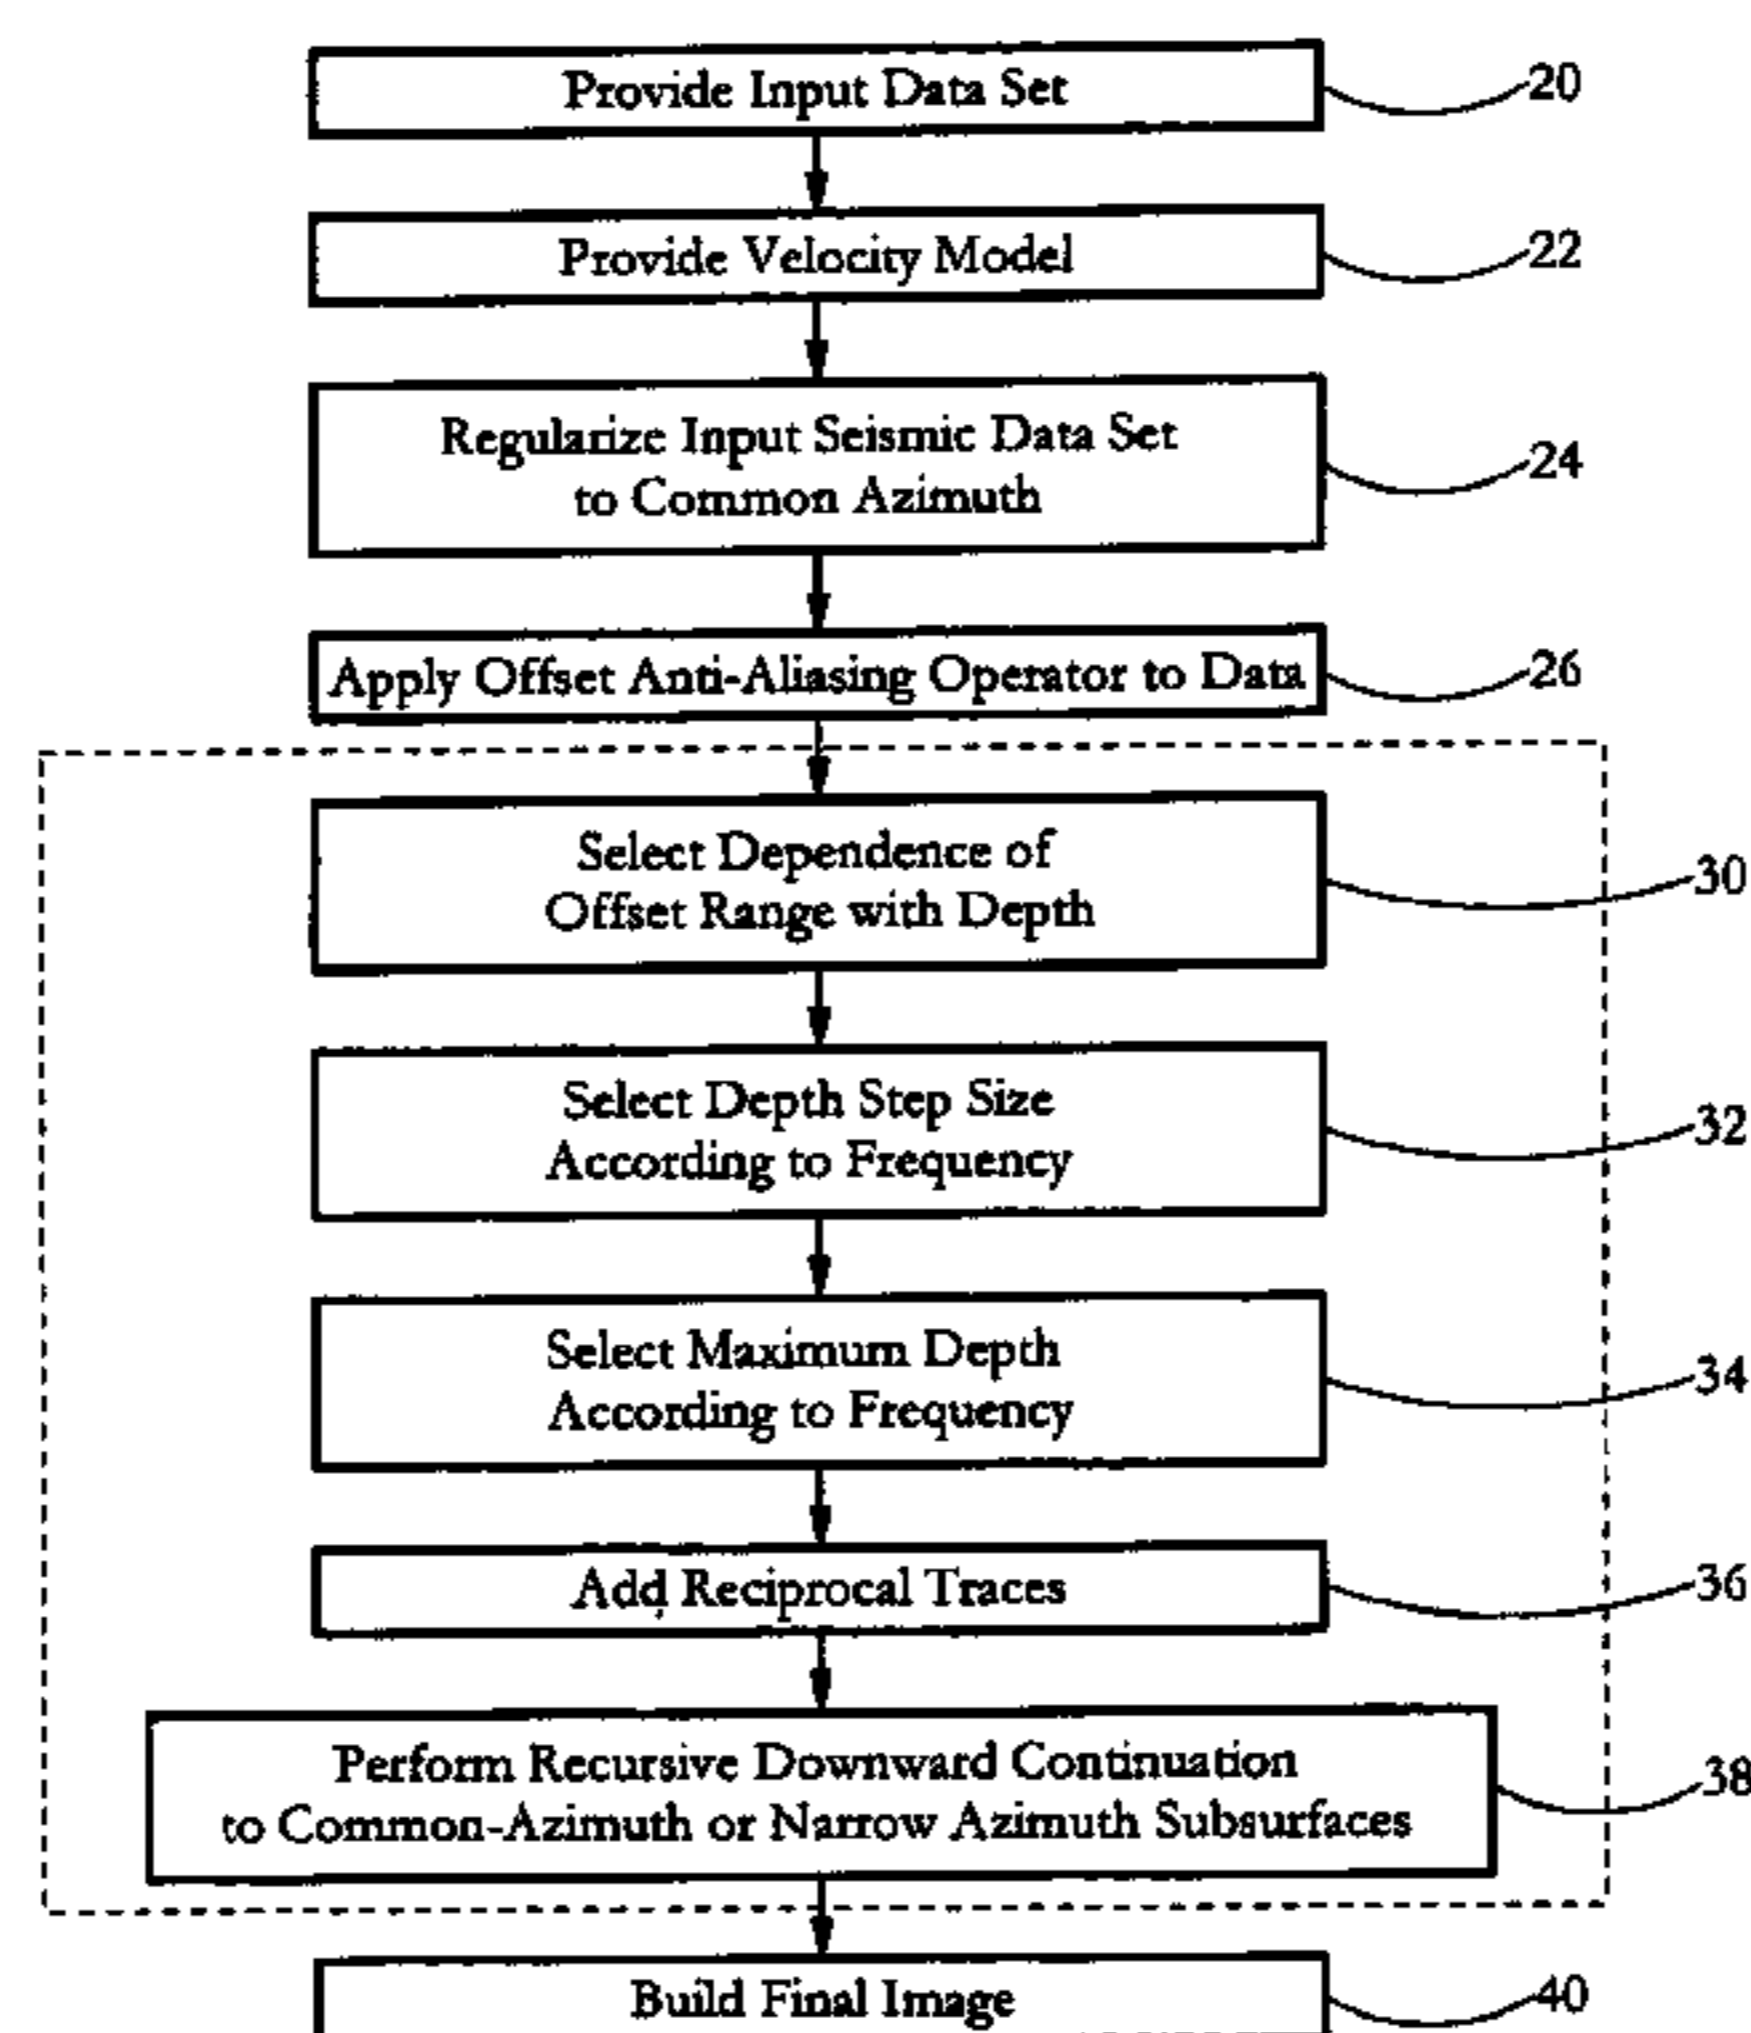 Provide Input Data Set
20
Provide Velocity Model
22
Regularize Input Seismic Data Set
to Common Azimuth
24
Apply Offset Anti-Aliasing Operator to Data
26
Select Dependence of
Offset Range with Depth
30
Select Depth Step Size
According to Frequency
32
Select Maximum Depth
According to Frequency
34
Add Reciprocal Traces
36
Perform Recursive Downward Continuation
to Common-Azimuth or Narrow Azimuth Subsurfaces
38
Build Final Image
40